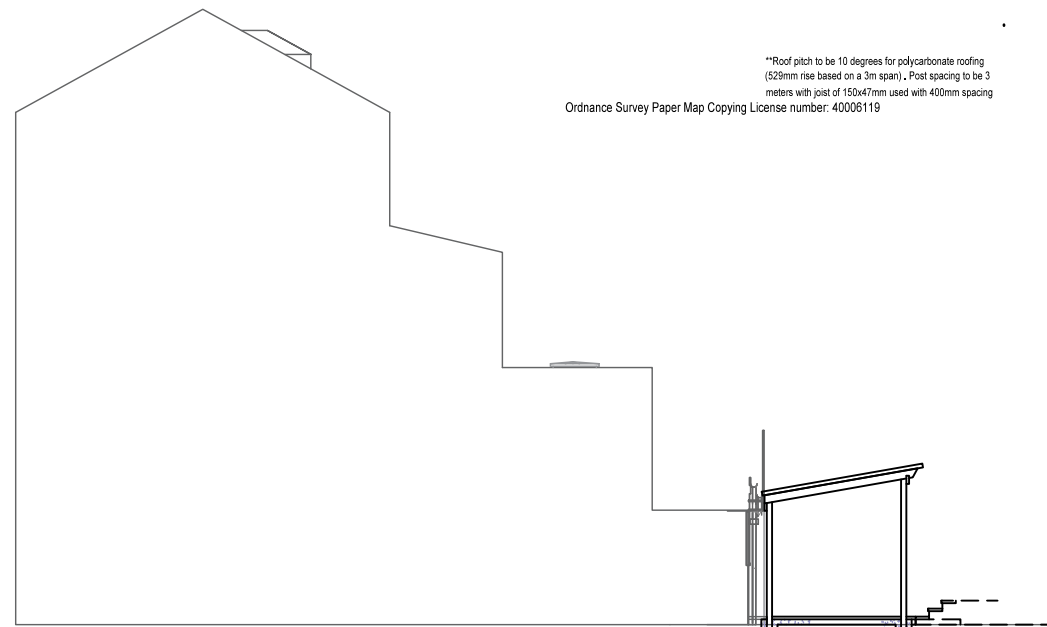 **Roof pitch to be 10 degrees for polycarbonate roofing
(529mm rise based on a 3m span) . Post spacing to be 3
meters with joist of 150x47mm used with 400mm spacing
Ordnance Survey Paper Map Copying License number: 40006119